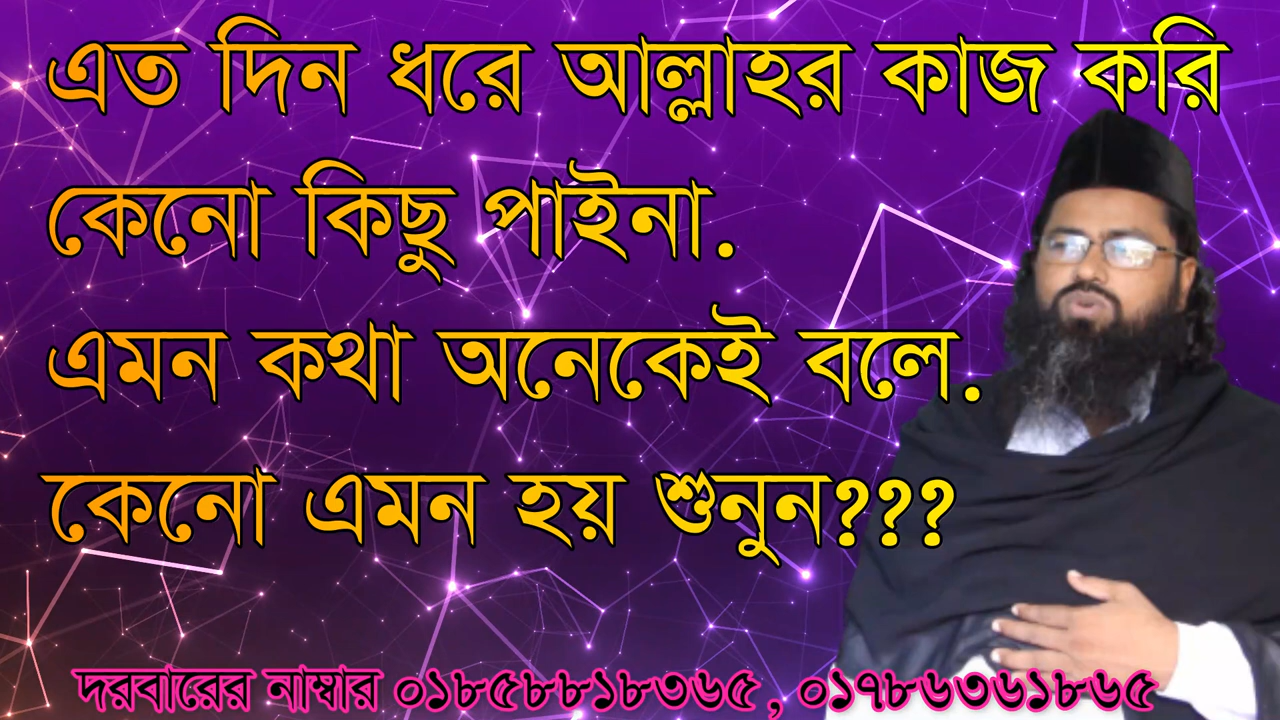 এত দিন ধরে আল্লাহর কাজ করি
কেনো কিছু পাইনা.
এমন কথা অনেকেই বলে.
কেনো এমন হয় শুনুন???
দরবারের নাম্বার ০১৮৫৮৮১৮৩৬৫, ০১৭৮৬৩৬১৮৬৫